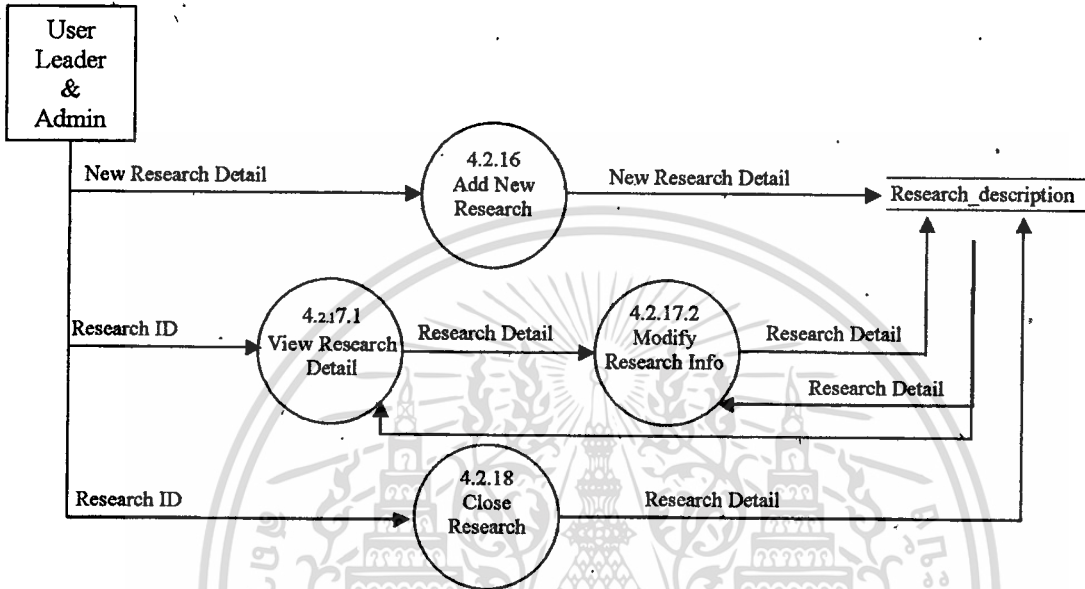 User
Leader
&
Admin
New Research Detail
4.2.16
Add New
Research
New Research Detail
Research_description
Research ID
4.2.17.1
View Research
Detail
Research Detail
4.2.17.2
Modify
Research Info
Research Detail
Research Detail
Research ID
4.2.18
Close
Research
Research Detail